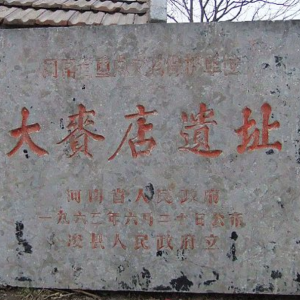 河南省重点文物保护单位
大赉店遺址
河南省人民政府
一九六三年六月二十日公布
浚县人民政府立